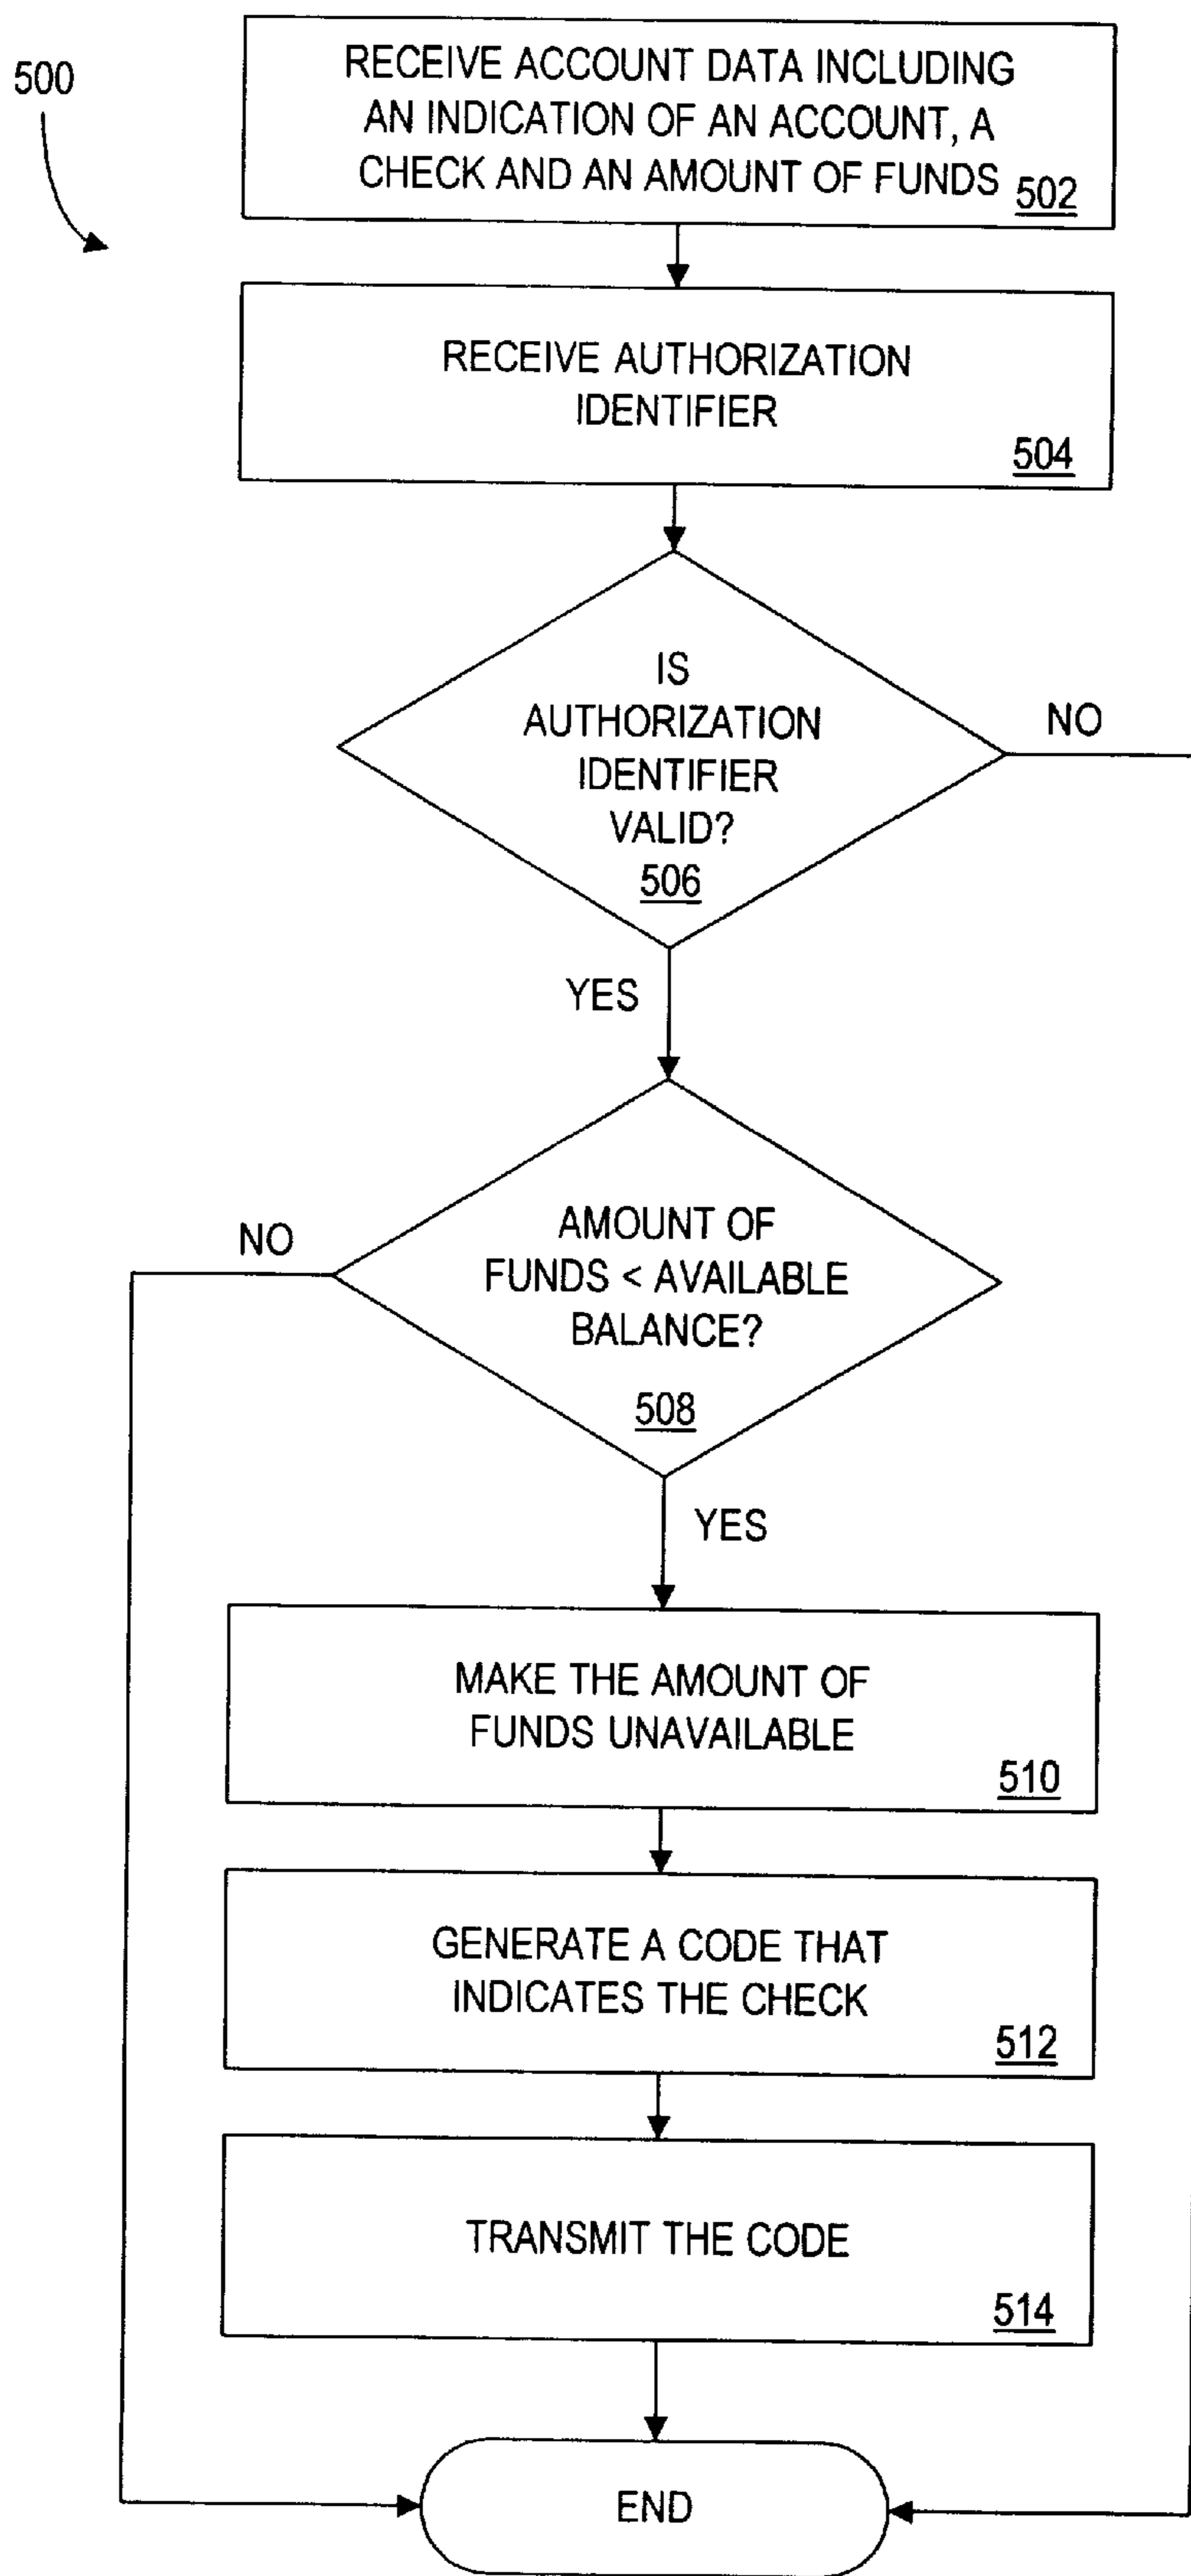 500
RECEIVE ACCOUNT DATA INCLUDING
AN INDICATION OF AN ACCOUNT, A
CHECK AND AN AMOUNT OF FUNDS 502
RECEIVE AUTHORIZATION
IDENTIFIER
504
IS
AUTHORIZATION
IDENTIFIER
VALID?
506
NO
YES
AMOUNT OF
FUNDS < AVAILABLE
BALANCE?
508
NO
YES
MAKE THE AMOUNT OF
FUNDS UNAVAILABLE
510
GENERATE A CODE THAT
INDICATES THE CHECK
512
TRANSMIT THE CODE
514
END